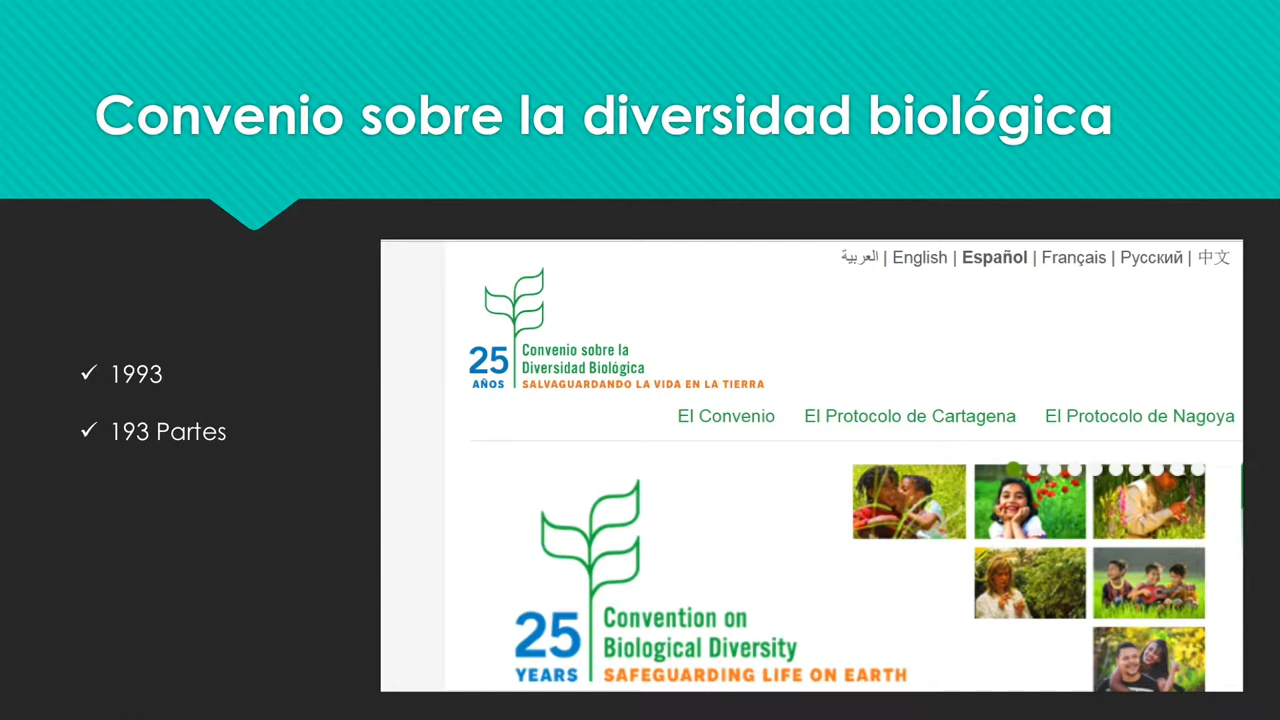 Convenio sobre la diversidad biológica
✓ 1993
✓ 193 Partes
العربية | English | Español | Français | Русский | 中文
25 AÑOS
Convenio sobre la
Diversidad Biológica
SALVAGUARDANDO LA VIDA EN LA TIERRA
El Convenio El Protocolo de Cartagena El Protocolo de Nagoya
25 YEARS
Convention on
Biological Diversity
SAFEGUARDING LIFE ON EARTH